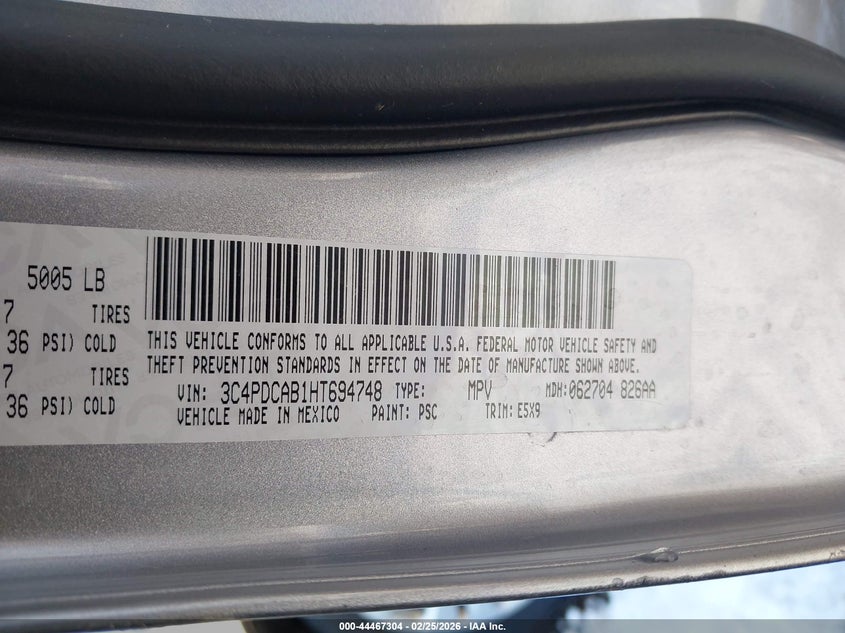 5005 LB
7 TIRES
36 PSI) COLD
7 TIRES
36 PSI) COLD
THIS VEHICLE CONFORMS TO ALL APPLICABLE U.S.A. FEDERAL MOTOR VEHICLE SAFETY AND
THEFT PREVENTION STANDARDS IN EFFECT ON THE DATE OF MANUFACTURE SHOWN ABOVE.
VIN: 3C4PDCAB1HT694748 TYPE: MPV MDH:062704 826AA
VEHICLE MADE IN MEXICO PAINT: PSC TRIM: E5X9
000-44467304 - 02/25/2026 - IAA Inc.